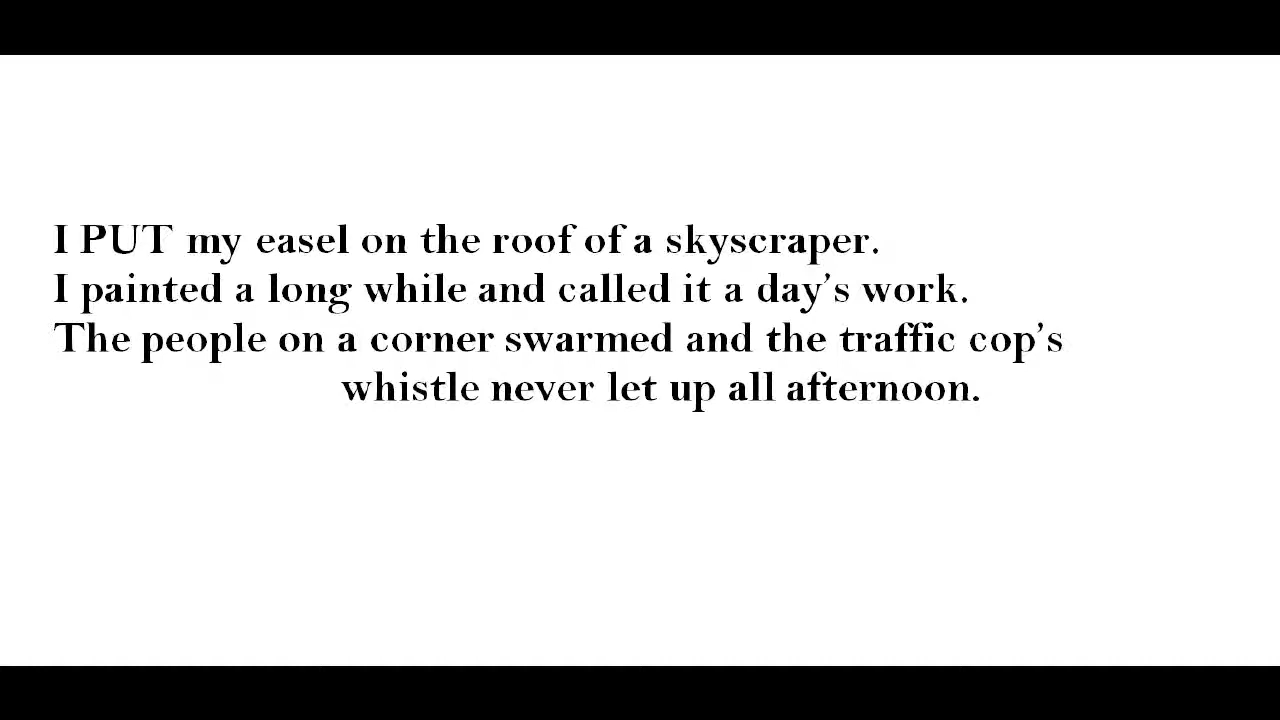 I PUT my easel on the roof of a skyscraper.
I painted a long while and called it a day’s work.
The people on a corner swarmed and the traffic cop’s
whistle never let up all afternoon.